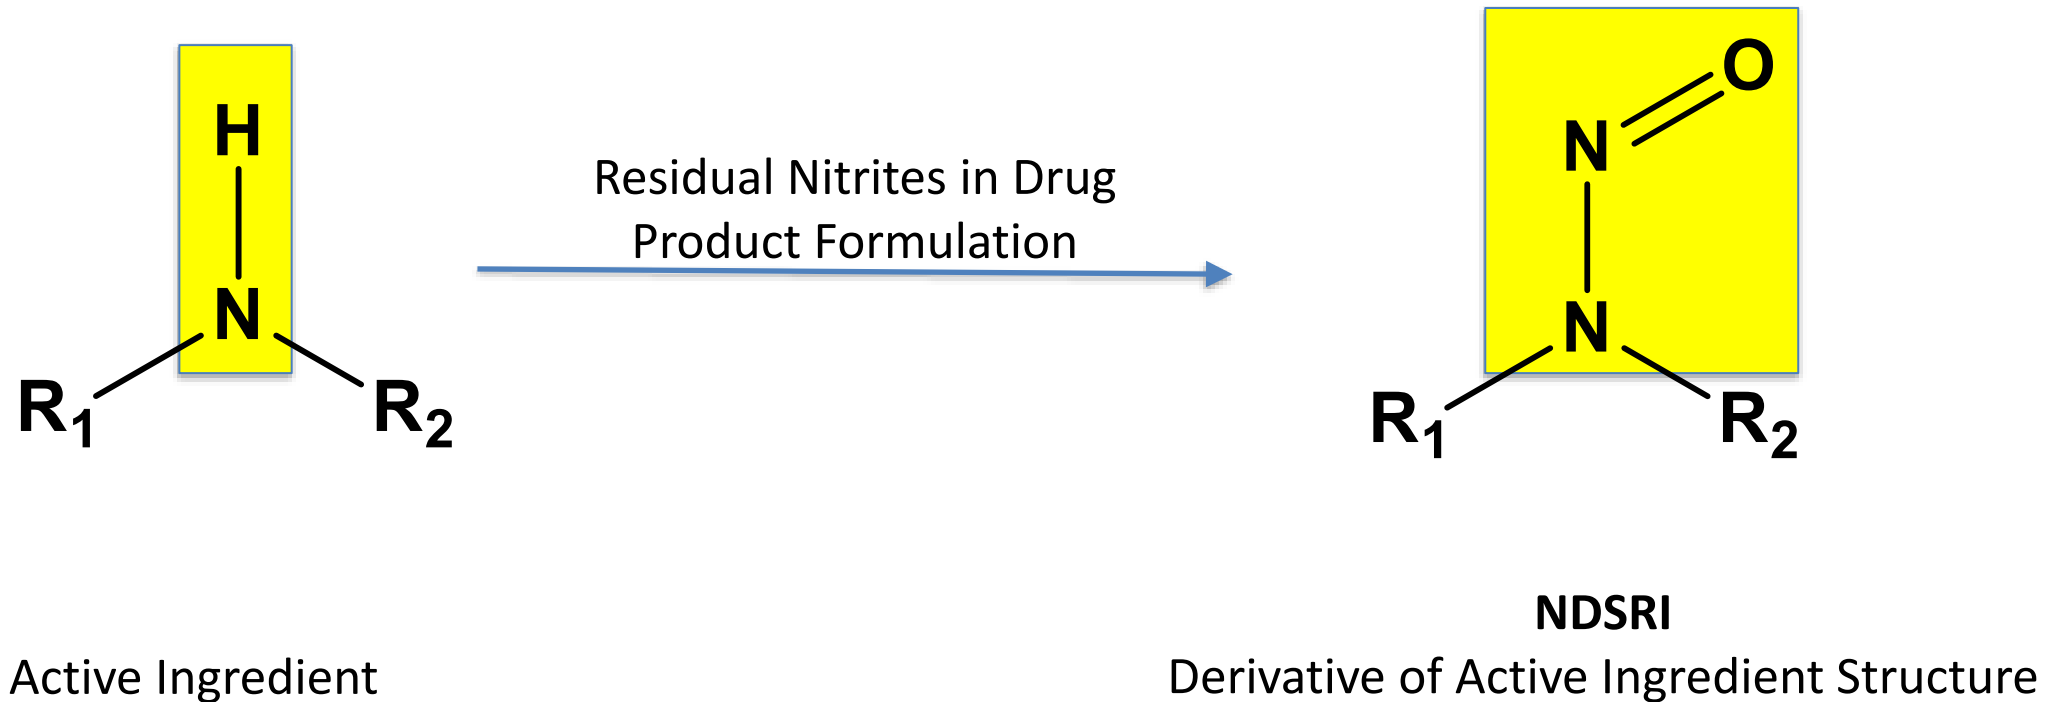 H
N
R1
R2
Residual Nitrites in Drug
Product Formulation
O
N
N
R1
R2
NDSRI
Active Ingredient
Derivative of Active Ingredient Structure